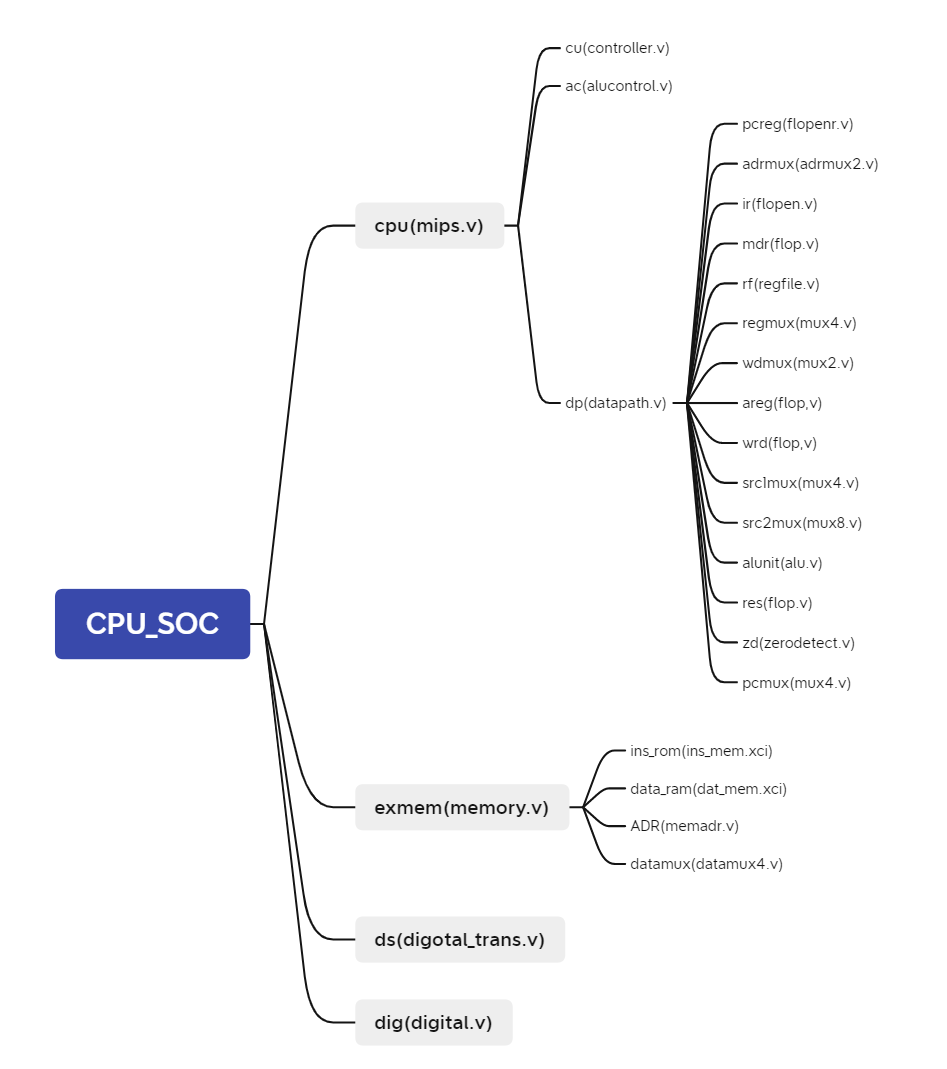 CPU_SOC
cpu(mips.v)
cu(controller.v)
ac(alucontrol.v)
dp(datapath.v)
pcreg(flopenr.v)
adrmux(adrmux2.v)
ir(flopen.v)
mdr(flop.v)
rf(regfile.v)
regmux(mux4.v)
wdmux(mux2.v)
areg(flop,v)
wrd(flop,v)
src1mux(mux4.v)
src2mux(mux8.v)
alunit(alu.v)
res(flop.v)
zd(zerodetect.v)
pcmux(mux4.v)
exmem(memory.v)
ins_rom(ins_mem.xci)
data_ram(dat_mem.xci)
ADR(memadr.v)
datamux(datamux4.v)
ds(digotal_trans.v)
dig(digital.v)